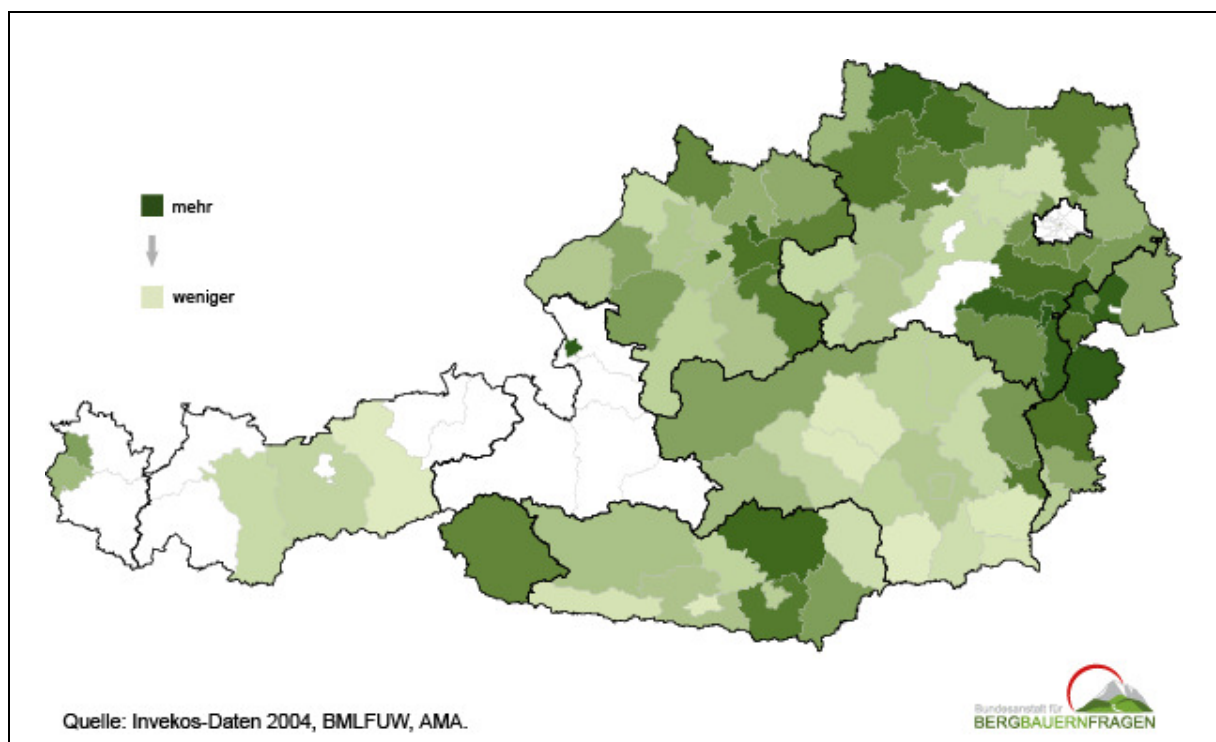 mehr
weniger
Quelle: Invekos-Daten 2004, BMLFUW, AMA.
Bundesanstalt für
BERGBAUERNFRAGEN